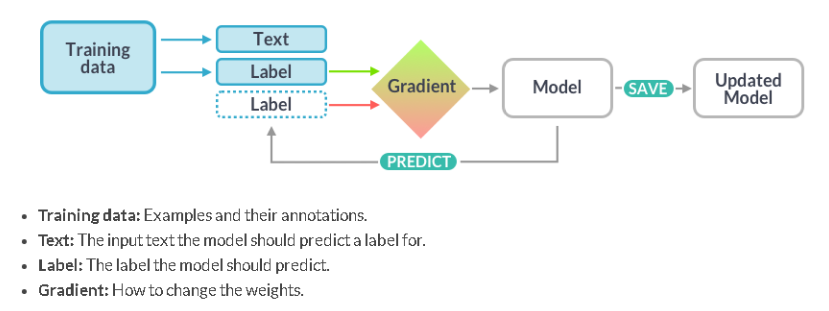 Training
data
Text
Label
Label
Gradient
Model
SAVE
Updated
Model
PREDICT
• Training data: Examples and their annotations.
• Text: The input text the model should predict a label for.
• Label: The label the model should predict.
• Gradient: How to change the weights.